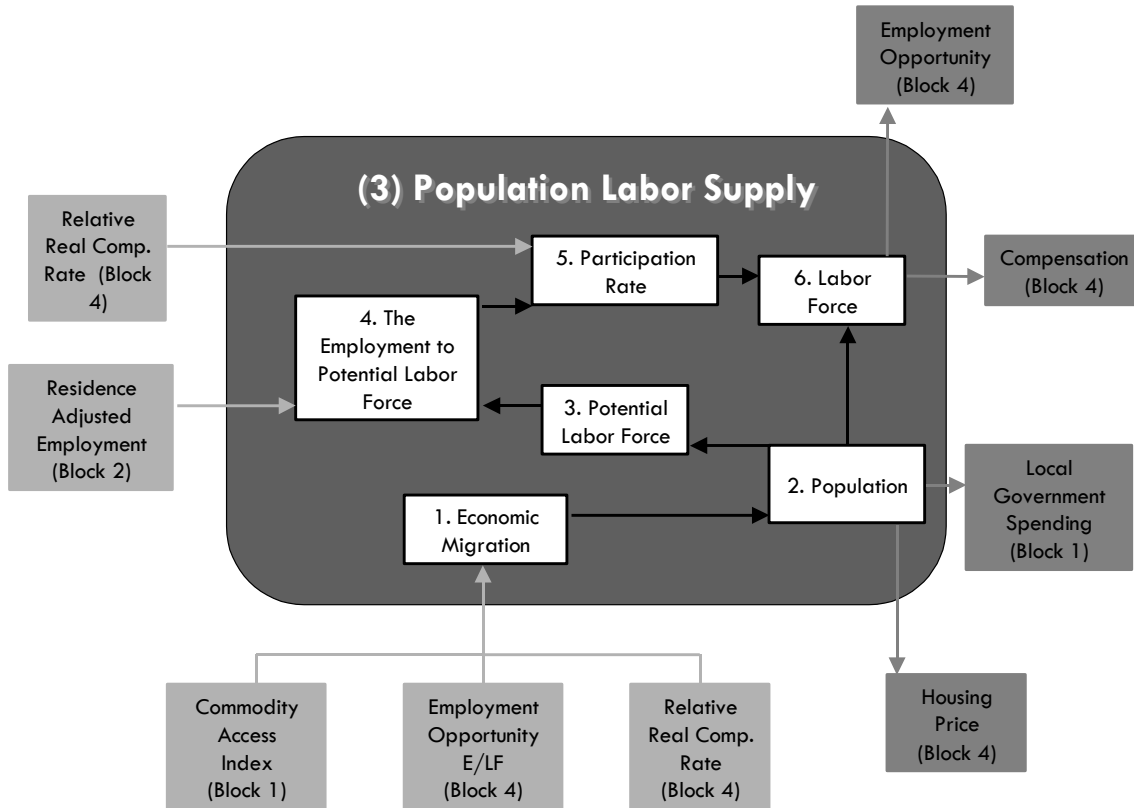 Employment
Opportunity
(Block 4)
(3) Population Labor Supply
Relative
Real Comp.
Rate (Block
4)
5. Participation
Rate
6. Labor
Force
Compensation
(Block 4)
4. The
Employment to
Potential Labor
Force
Residence
Adjusted
Employment
(Block 2)
3. Potential
Labor Force
2. Population
Local
Government
Spending
(Block 1)
1. Economic
Migration
Commodity
Access
Index
(Block 1)
Employment
Opportunity
E/LF
(Block 4)
Relative
Real Comp.
Rate
(Block 4)
Housing
Price
(Block 4)